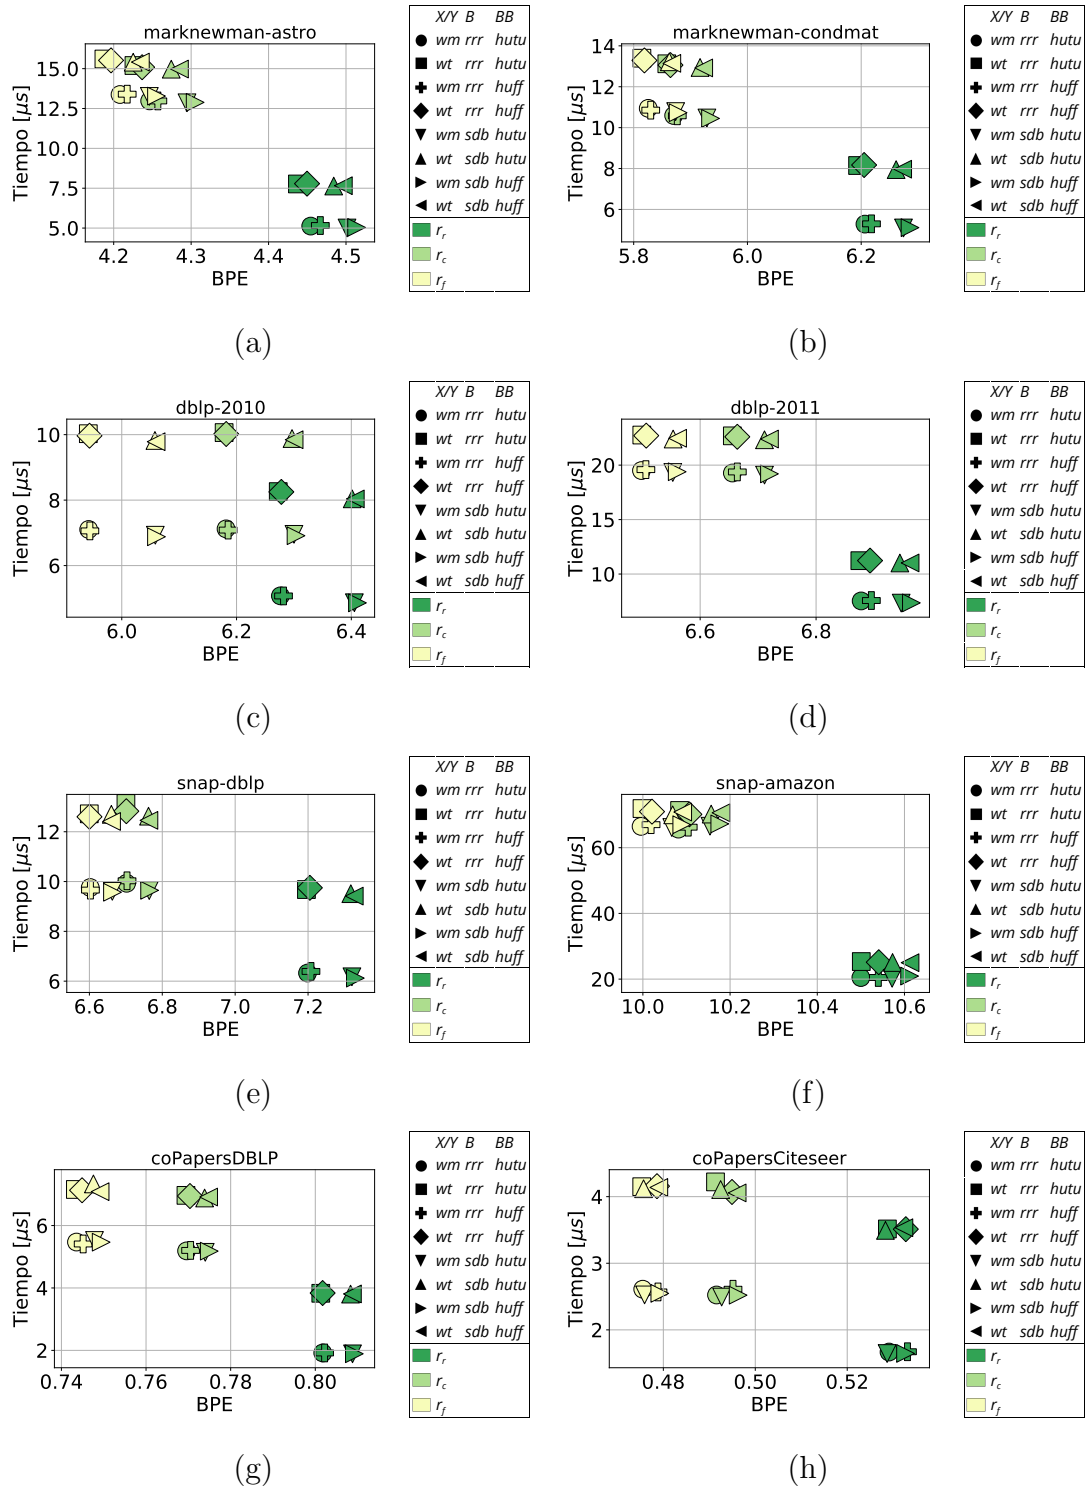 marknewman-astro
Tiempo [μs]
15.0
12.5
10.0
7.5
5.0
4.2 4.3 4.4 4.5
BPE
X/Y B BB
wm rrr hutu
wt rrr hutu
wm rrr huff
wt rrr huff
wm sdb hutu
wt sdb hutu
wm sdb huff
wt sdb huff
r_r
r_c
r_f
(a)
marknewman-condmat
Tiempo [μs]
14
12
10
8
6
5.8 6.0 6.2
BPE
X/Y B BB
wm rrr hutu
wt rrr hutu
wm rrr huff
wt rrr huff
wm sdb hutu
wt sdb hutu
wm sdb huff
wt sdb huff
r_r
r_c
r_f
(b)
dblp-2010
Tiempo [μs]
10
8
6
6.0 6.2 6.4
BPE
X/Y B BB
wm rrr hutu
wt rrr hutu
wm rrr huff
wt rrr huff
wm sdb hutu
wt sdb hutu
wm sdb huff
wt sdb huff
r_r
r_c
r_f
(c)
dblp-2011
Tiempo [μs]
20
15
10
6.6 6.8
BPE
X/Y B BB
wm rrr hutu
wt rrr hutu
wm rrr huff
wt rrr huff
wm sdb hutu
wt sdb hutu
wm sdb huff
wt sdb huff
r_r
r_c
r_f
(d)
snap-dblp
Tiempo [μs]
12
10
8
6
6.6 6.8 7.0 7.2
BPE
X/Y B BB
wm rrr hutu
wt rrr hutu
wm rrr huff
wt rrr huff
wm sdb hutu
wt sdb hutu
wm sdb huff
wt sdb huff
r_r
r_c
r_f
(e)
snap-amazon
Tiempo [μs]
60
40
20
10.0 10.2 10.4 10.6
BPE
X/Y B BB
wm rrr hutu
wt rrr hutu
wm rrr huff
wt rrr huff
wm sdb hutu
wt sdb hutu
wm sdb huff
wt sdb huff
r_r
r_c
r_f
(f)
coPapersDBLP
Tiempo [μs]
6
4
2
0.74 0.76 0.78 0.80
BPE
X/Y B BB
wm rrr hutu
wt rrr hutu
wm rrr huff
wt rrr huff
wm sdb hutu
wt sdb hutu
wm sdb huff
wt sdb huff
r_r
r_c
r_f
(g)
coPapersCiteseer
Tiempo [μs]
4
3
2
0.48 0.50 0.52
BPE
X/Y B BB
wm rrr hutu
wt rrr hutu
wm rrr huff
wt rrr huff
wm sdb hutu
wt sdb hutu
wm sdb huff
wt sdb huff
r_r
r_c
r_f
(h)